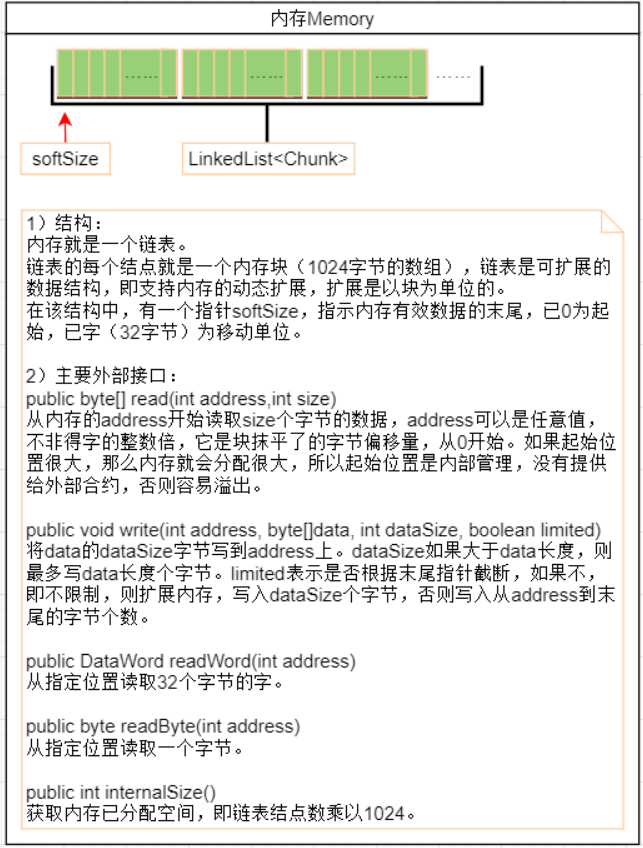 内存Memory
……
……
……
……
softSize
LinkedList<Chunk>
1）结构：
内存就是一个链表。
链表的每个结点就是一个内存块（1024字节的数组），链表是可扩展的
数据结构，即支持内存的动态扩展，扩展是以块为单位的。
在该结构中，有一个指针softSize，指示内存有效数据的末尾，已0为起
始，已字（32字节）为移动单位。
2）主要外部接口：
public byte[] read(int address,int size)
从内存的address开始读取size个字节的数据，address可以是任意值，
不非得字的整数倍，它是块抹平了的字节偏移量，从0开始。如果起始位
置很大，那么内存就会分配很大，所以起始位置是内部管理，没有提供
给外部合约，否则容易溢出。
public void write(int address, byte[]data, int dataSize, boolean limited)
将data的dataSize字节写到address上。dataSize如果大于data长度，则
最多写data长度个字节。limited表示是否根据末尾指针截断，如果不，
即不限制，则扩展内存，写入dataSize个字节，否则写入从address到末
尾的字节个数。
public DataWord readWord(int address)
从指定位置读取32个字节的字。
public byte readByte(int address)
从指定位置读取一个字节。
public int internalSize()
获取内存已分配空间，即链表结点数乘以1024。